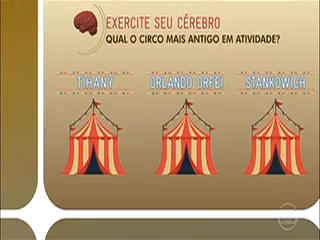 EXERCITE SEU CÉREBRO
QUAL O CIRCO MAIS ANTIGO EM ATIVIDADE?
TIHANY ORLANDO ORFEI STANKOWICH